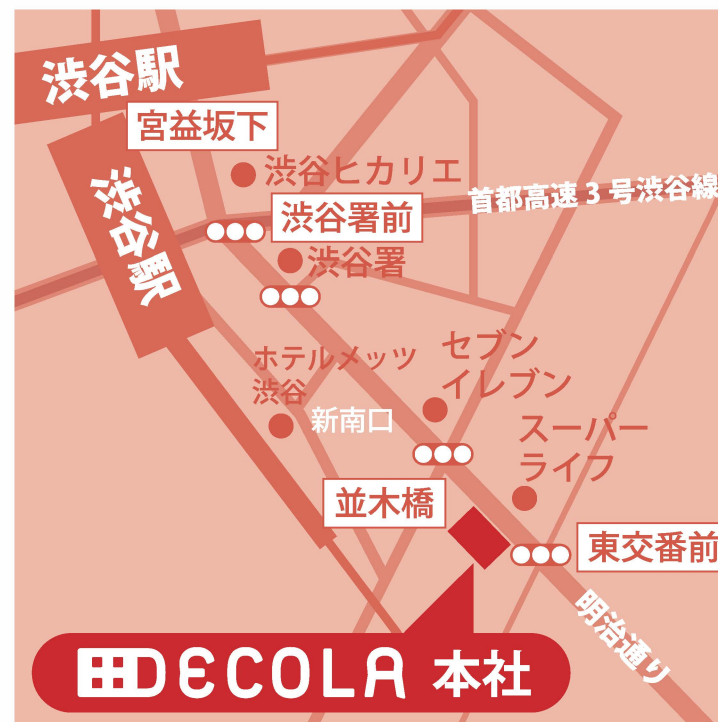 渋谷駅
宮益坂下
渋谷ヒカリエ
渋谷駅
首都高速3号渋谷線
渋谷署前
渋谷署
ホテルメッツ
渋谷
新南口
セブン
イレブン
スーパー
ライフ
並木橋
東交番前
明治通り
DECOLA 本社